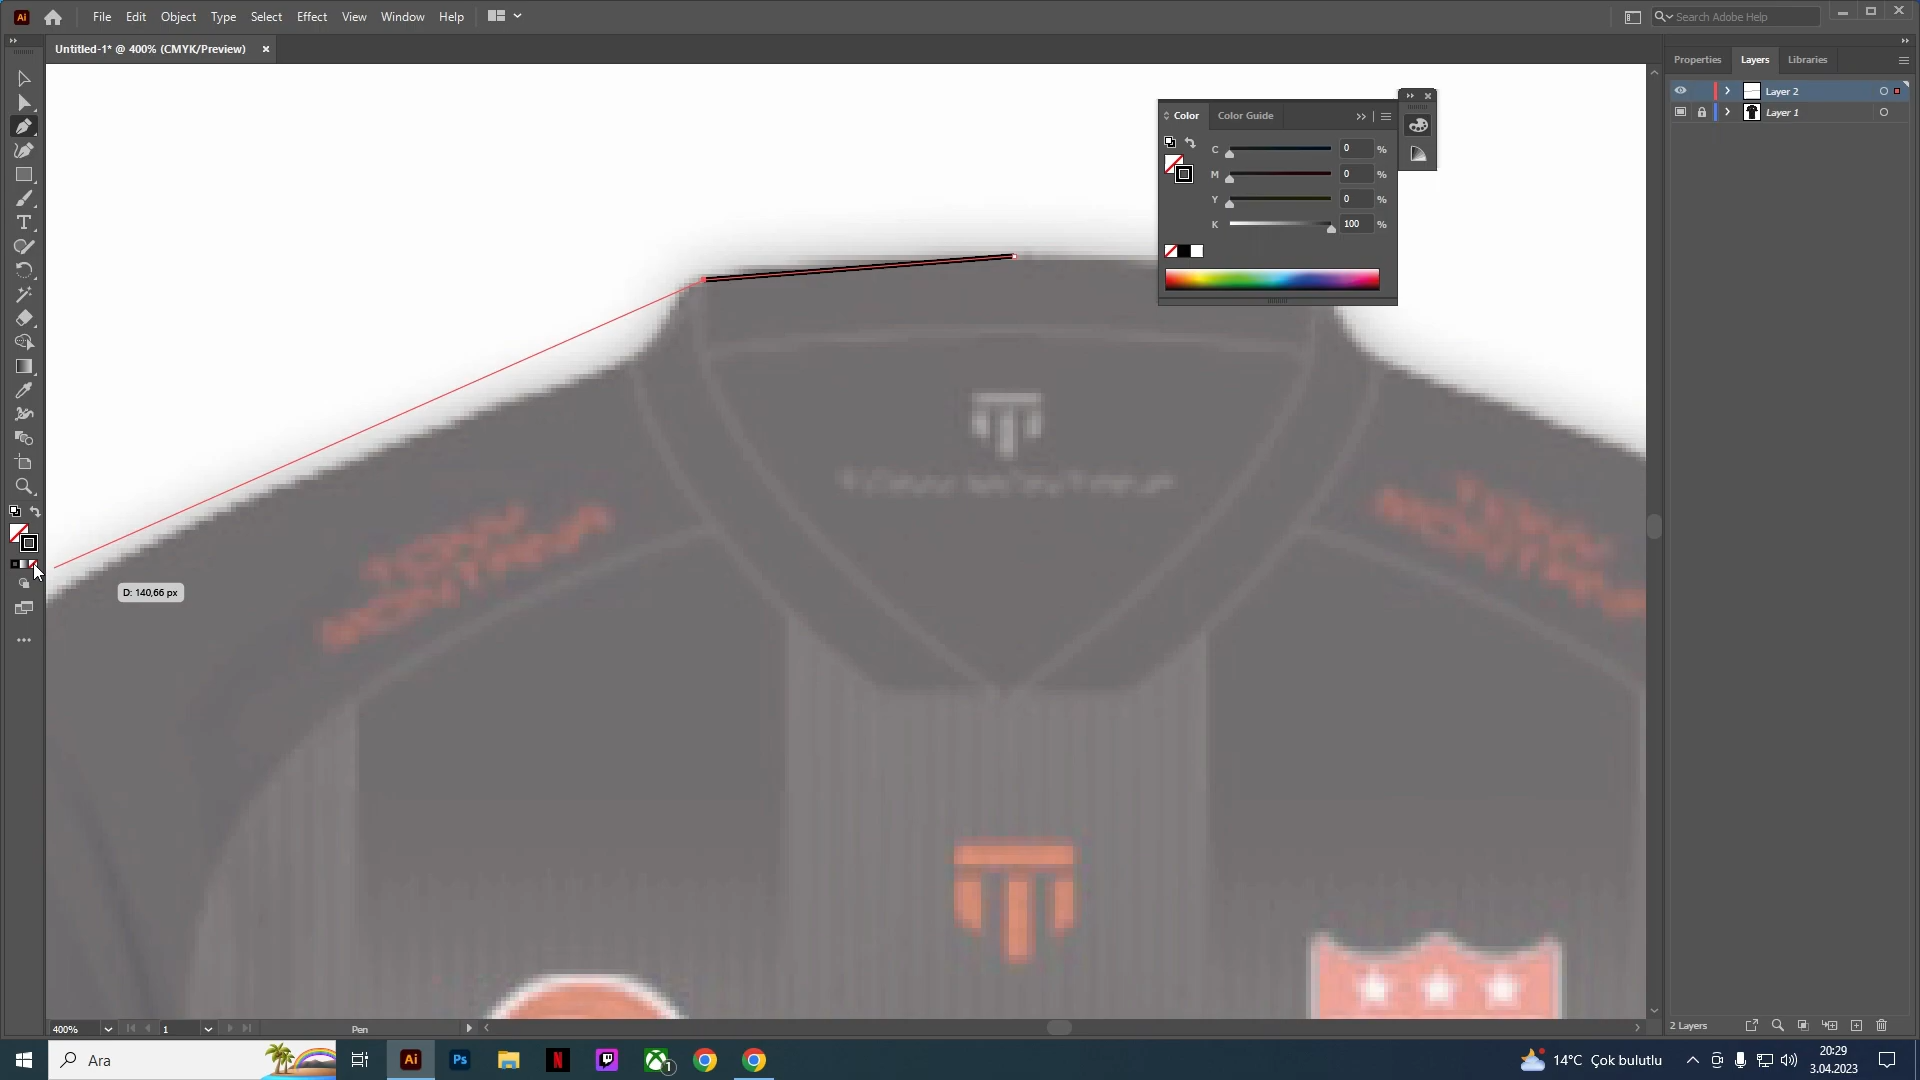 File Edit Object Type Select Effect View Window Help
Search Adobe Help
Untitled-1* @ 400% (CMYK/Preview)
Properties Layers Libraries
Layer 2
Layer 1
Color Color Guide
C 0 %
M 0 %
Y 0 %
K 100 %
D: 140,66 px
400% 1 Pen
2 Layers
Ai Ps
Ara
14°C Çok bulutlu
20:29
3.04.2023